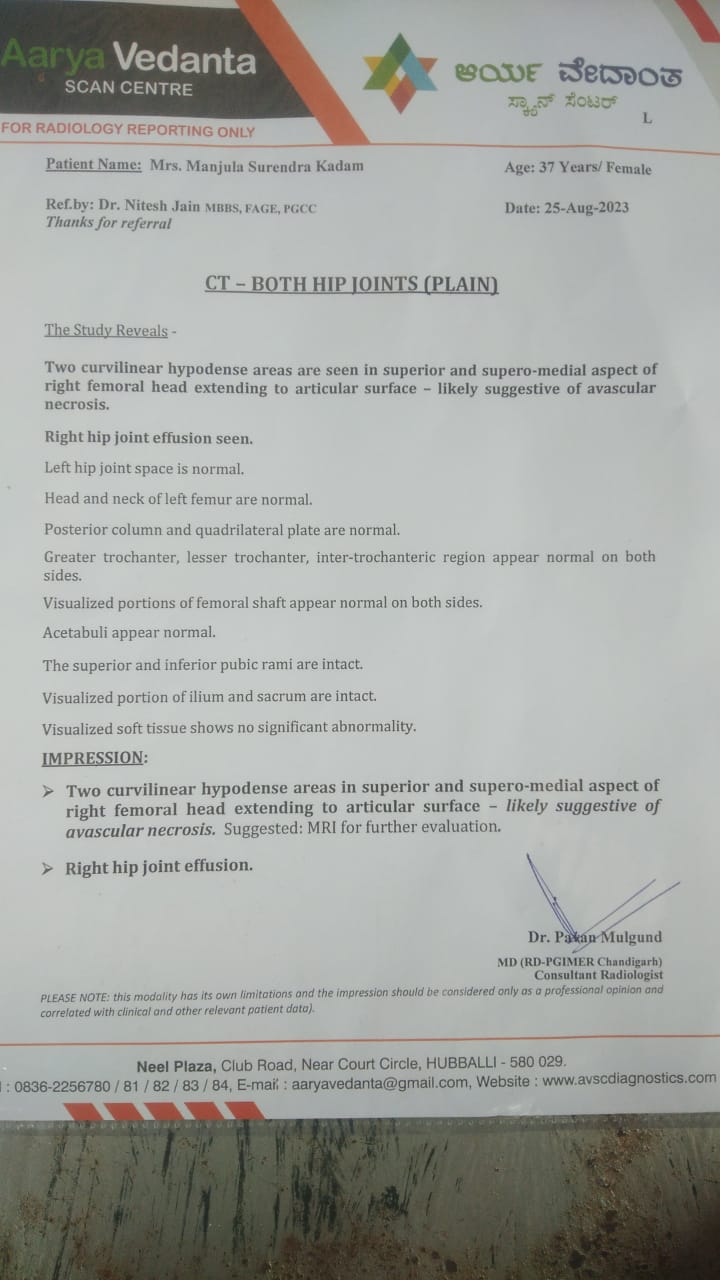 Aarya Vedanta
SCAN CENTRE
FOR RADIOLOGY REPORTING ONLY
ಆರ್ಯ ವೇದಾಂತ
ಸ್ಕ್ಯಾನ್ ಸೆಂಟರ್
L
Patient Name: Mrs. Manjula Surendra Kadam
Age: 37 Years/ Female
Ref.by: Dr. Nitesh Jain MBBS, FAGE, PGCC
Date: 25-Aug-2023
Thanks for referral
CT – BOTH HIP JOINTS (PLAIN)
The Study Reveals -
Two curvilinear hypodense areas are seen in superior and supero-medial aspect of
right femoral head extending to articular surface – likely suggestive of avascular
necrosis.
Right hip joint effusion seen.
Left hip joint space is normal.
Head and neck of left femur are normal.
Posterior column and quadrilateral plate are normal.
Greater trochanter, lesser trochanter, inter-trochanteric region appear normal on both
sides.
Visualized portions of femoral shaft appear normal on both sides.
Acetabuli appear normal.
The superior and inferior pubic rami are intact.
Visualized portion of ilium and sacrum are intact.
Visualized soft tissue shows no significant abnormality.
IMPRESSION:
➢ Two curvilinear hypodense areas in superior and supero-medial aspect of
right femoral head extending to articular surface – likely suggestive of
avascular necrosis. Suggested: MRI for further evaluation.
➢ Right hip joint effusion.
Dr. Mulgund
MD (RD-PGIMER Chandigarh)
Consultant Radiologist
PLEASE NOTE: this modality has its own limitations and the impression should be considered only as a professional opinion and
correlated with clinical and other relevant patient data).
Neel Plaza, Club Road, Near Court Circle, HUBBALLI - 580 029.
: 0836-2256780 / 81 / 82 / 83 / 84, E-mail : aaryavedanta@gmail.com, Website : www.avscdiagnostics.com